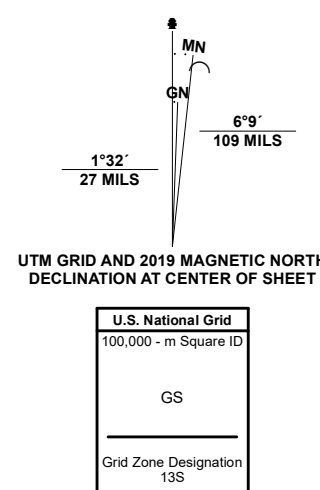 MN
GN
6°9´
109 MILS
1°32´
27 MILS
UTM GRID AND 2019 MAGNETIC NORTH
DECLINATION AT CENTER OF SHEET
U.S. National Grid
100,000 - m Square ID
GS
Grid Zone Designation
13S